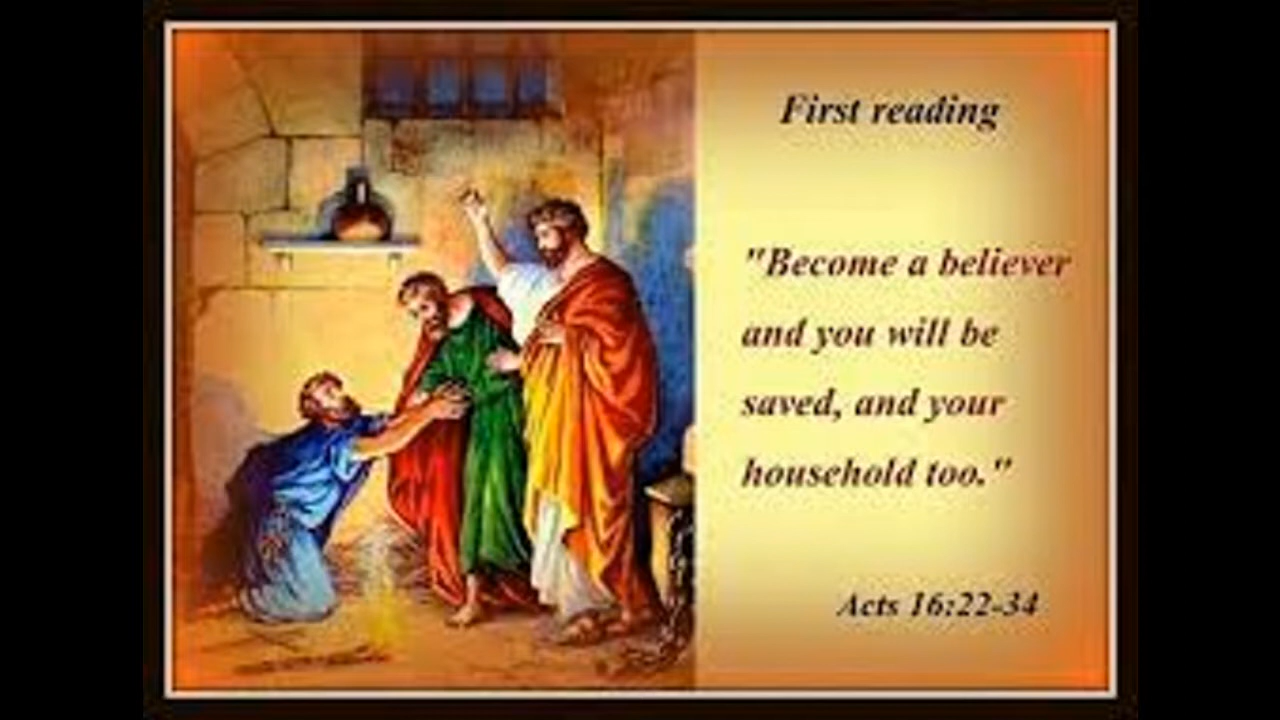 First reading
"Become a believer
and you will be
saved, and your
household too."
Acts 16:22-34